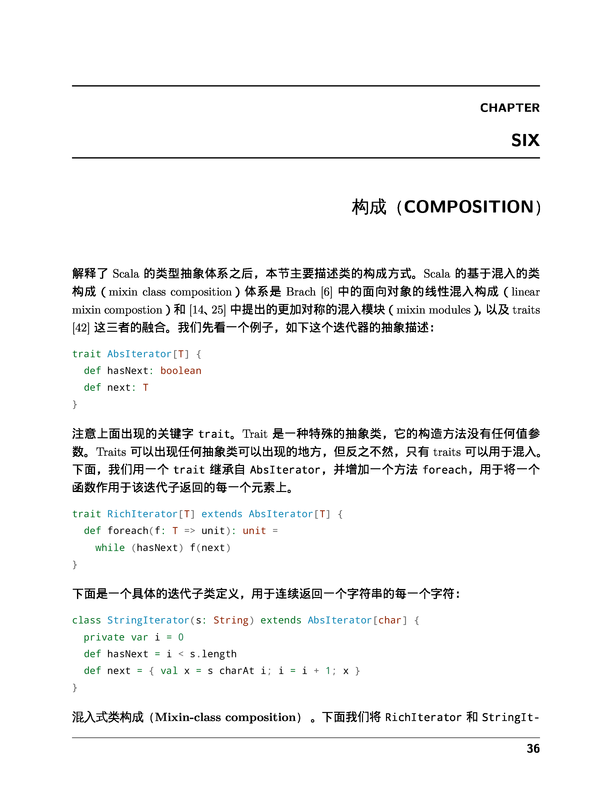 CHAPTER
SIX
构成（COMPOSITION）
解释了 Scala 的类型抽象体系之后，本节主要描述类的构成方式。Scala 的基于混入的类
构成（mixin class composition）体系是 Brach [6] 中的面向对象的线性混入构成（linear
mixin compostion）和 [14、25] 中提出的更加对称的混入模块（mixin modules），以及 traits
[42] 这三者的融合。我们先看一个例子，如下这个迭代器的抽象描述：
trait AbsIterator[T] {
  def hasNext: boolean
  def next: T
}
注意上面出现的关键字 trait。Trait 是一种特殊的抽象类，它的构造方法没有任何值参
数。Traits 可以出现任何抽象类可以出现的地方，但反之不然，只有 traits 可以用于混入。
下面，我们用一个 trait 继承自 AbsIterator，并增加一个方法 foreach，用于将一个
函数作用于该迭代子返回的每一个元素上。
trait RichIterator[T] extends AbsIterator[T] {
  def foreach(f: T => unit): unit =
    while (hasNext) f(next)
}
下面是一个具体的迭代子类定义，用于连续返回一个字符串的每一个字符：
class StringIterator(s: String) extends AbsIterator[char] {
  private var i = 0
  def hasNext = i < s.length
  def next = { val x = s charAt i; i = i + 1; x }
}
混入式类构成（Mixin-class composition）。下面我们将 RichIterator 和 StringIt-
36